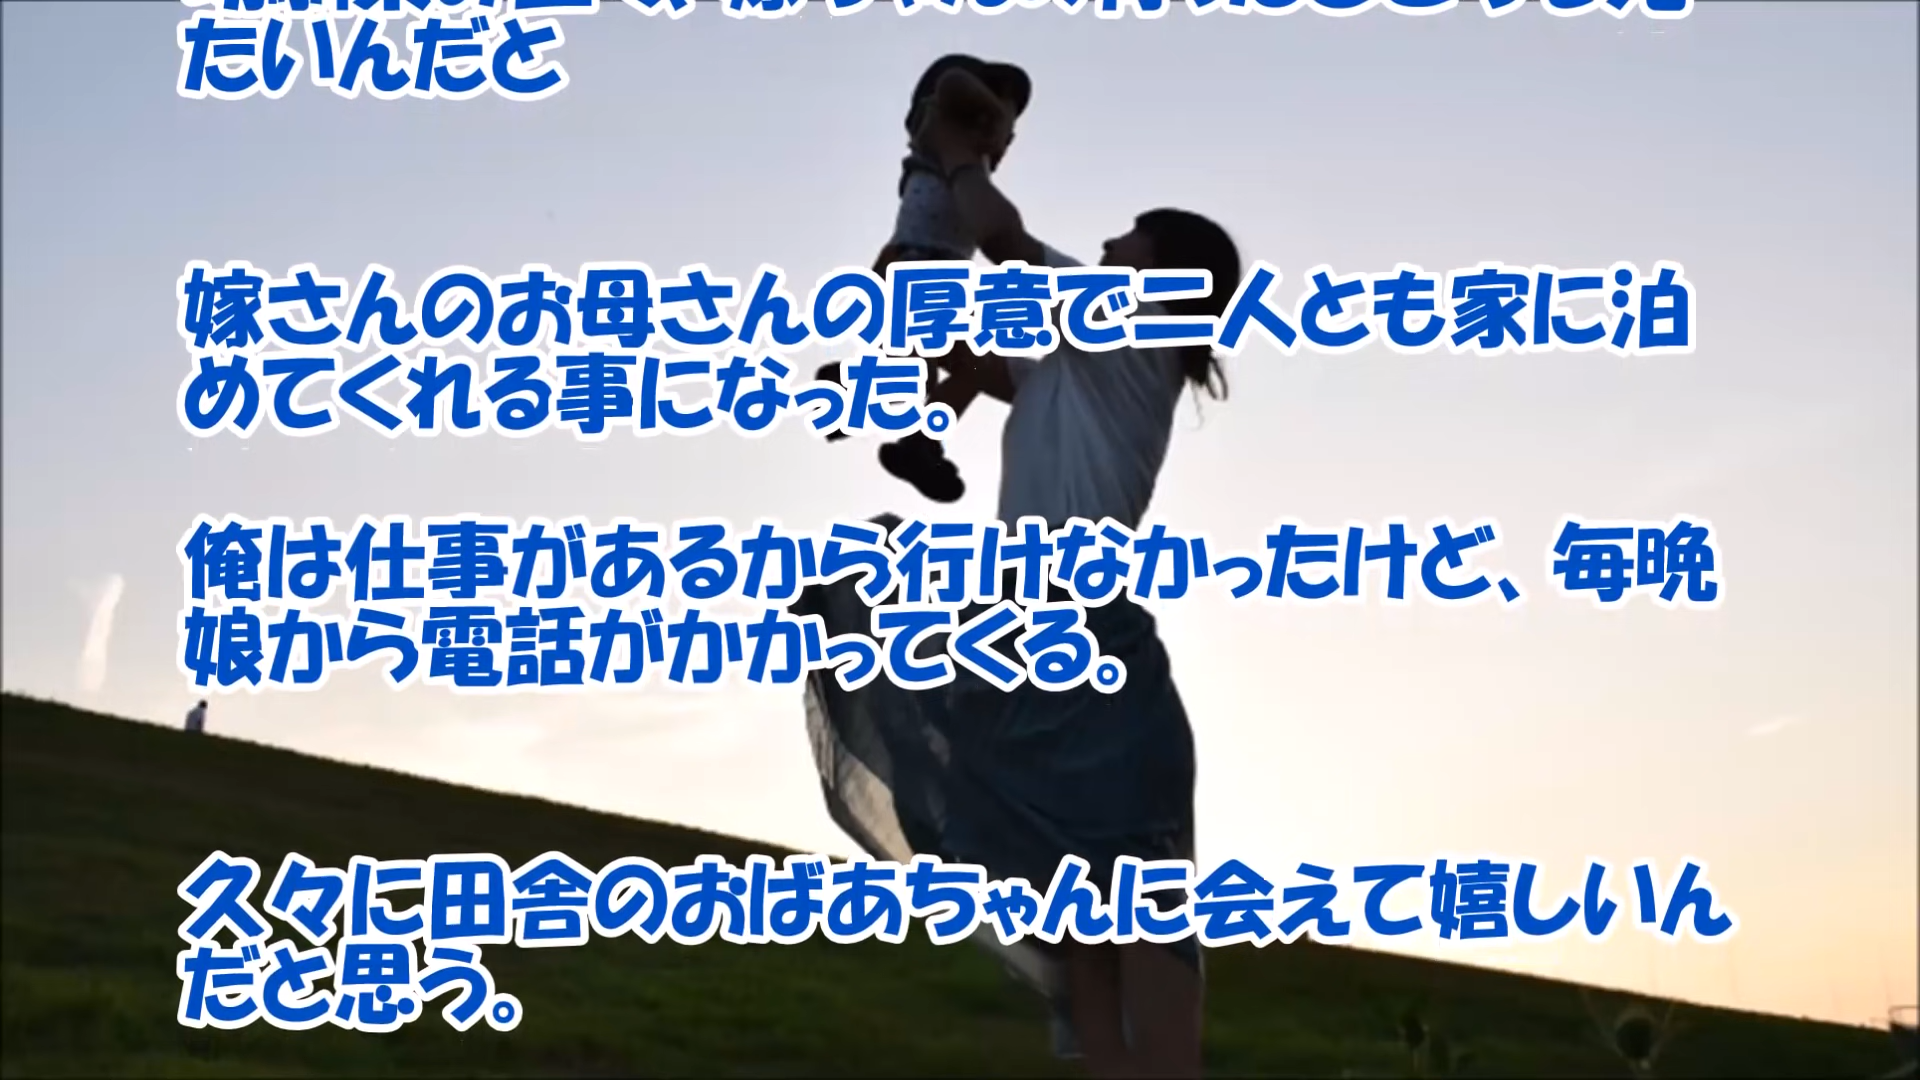 たいんだと
嫁さんのお母さんの厚意で二人とも家に泊
めてくれる事になった。
俺は仕事があるから行けなかったけど、毎晩
娘から電話がかかってくる。
久々に田舎のおばあちゃんに会えて嬉しいん
だと思う。